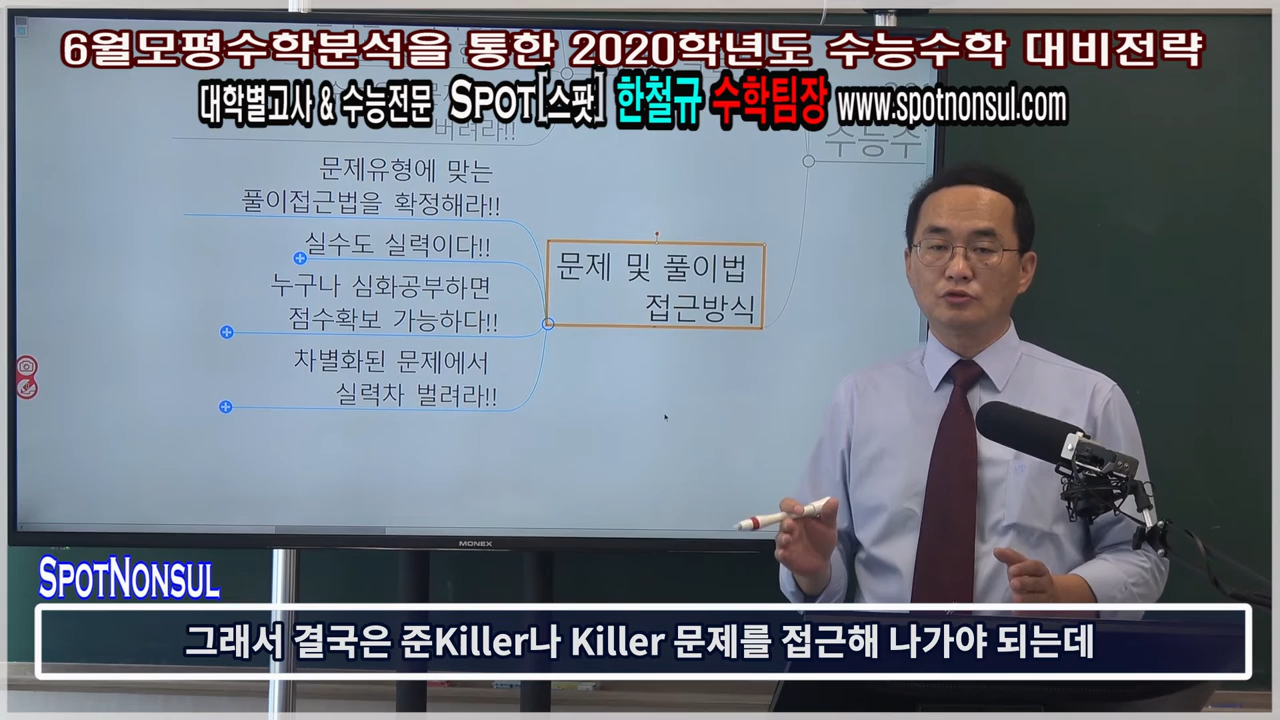 6월모평수학분석을 통한 2020학년도 수능수학 대비전략
대학별고사 & 수능전문 SPOT[스팟] 한철규 수학팀장 www.spotnonsul.com
버려라!!
수능수
문제유형에 맞는
풀이접근법을 확정해라!!
실수도 실력이다!!
누구나 심화공부하면
점수확보 가능하다!!
차별화된 문제에서
실력차 벌려라!!
문제 및 풀이법
접근방식
MONEX
SPOTNONSUL
그래서 결국은 준Killer나 Killer 문제를 접근해 나가야 되는데